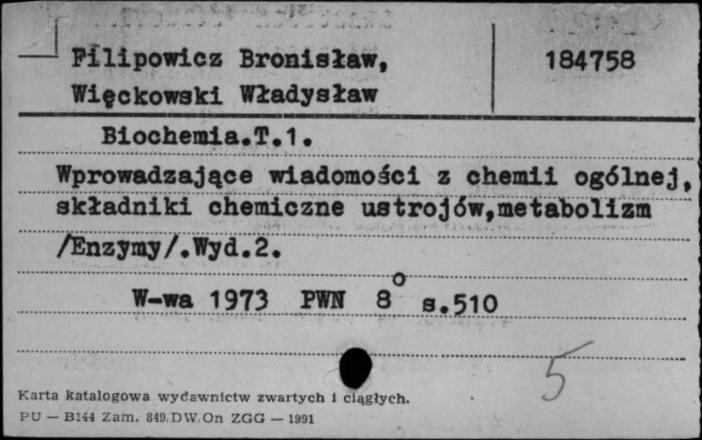 Filipowicz Bronisław, 184758
Więckowski Władysław
Biochemia.T.1.
Wprowadzające wiadomości z chemii ogólnej,
składniki chemiczne ustrojów,metabolizm
/Enzymy/.Wyd.2.
W-wa 1973 PWN 8° s.510
5
Karta katalogowa wydawnictw zwartych i ciągłych.
PU — B144 Zam. 849.DW.On ZGG — 1991